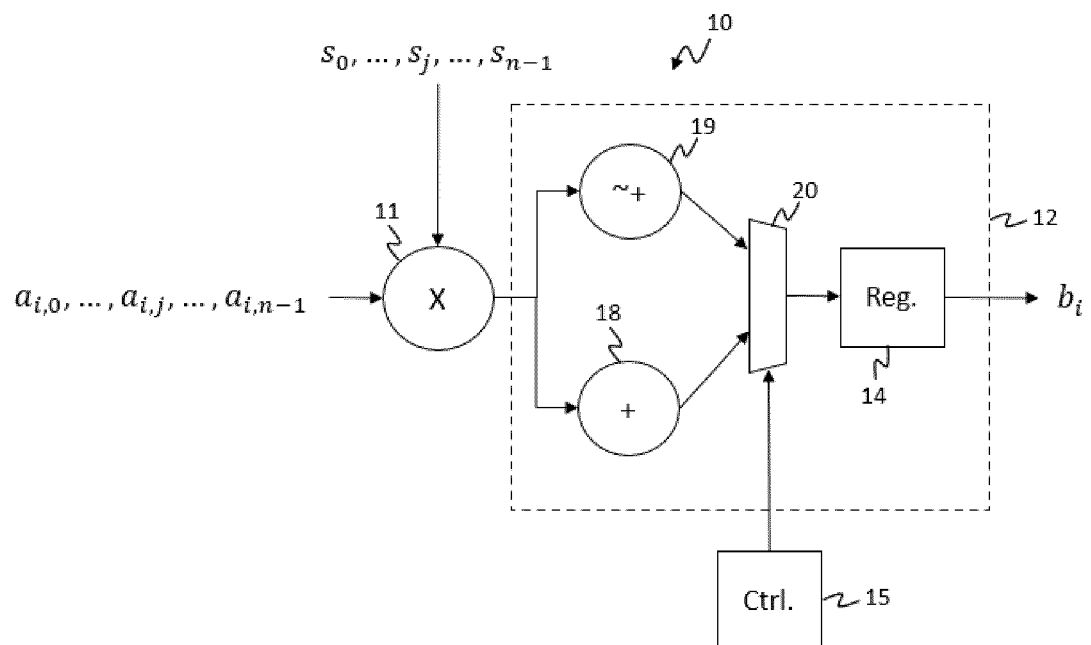 10
s_0, ... , s_j, ... , s_{n-1}
19
~+
20
12
11
a_{i,0}, ... , a_{i,j}, ... , a_{i,n-1}
X
Reg.
b_i
18
14
+
Ctrl.
15